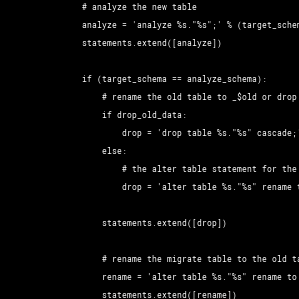 # analyze the new table
analyze = 'analyze %s."%s";' % (target_schem
statements.extend([analyze])
if (target_schema == analyze_schema):
# rename the old table to _$old or drop
if drop_old_data:
drop = 'drop table %s."%s" cascade;
else:
# the alter table statement for the
drop = 'alter table %s."%s" rename t
statements.extend([drop])
# rename the migrate table to the old ta
rename = 'alter table %s."%s" rename to
statements.extend([rename])